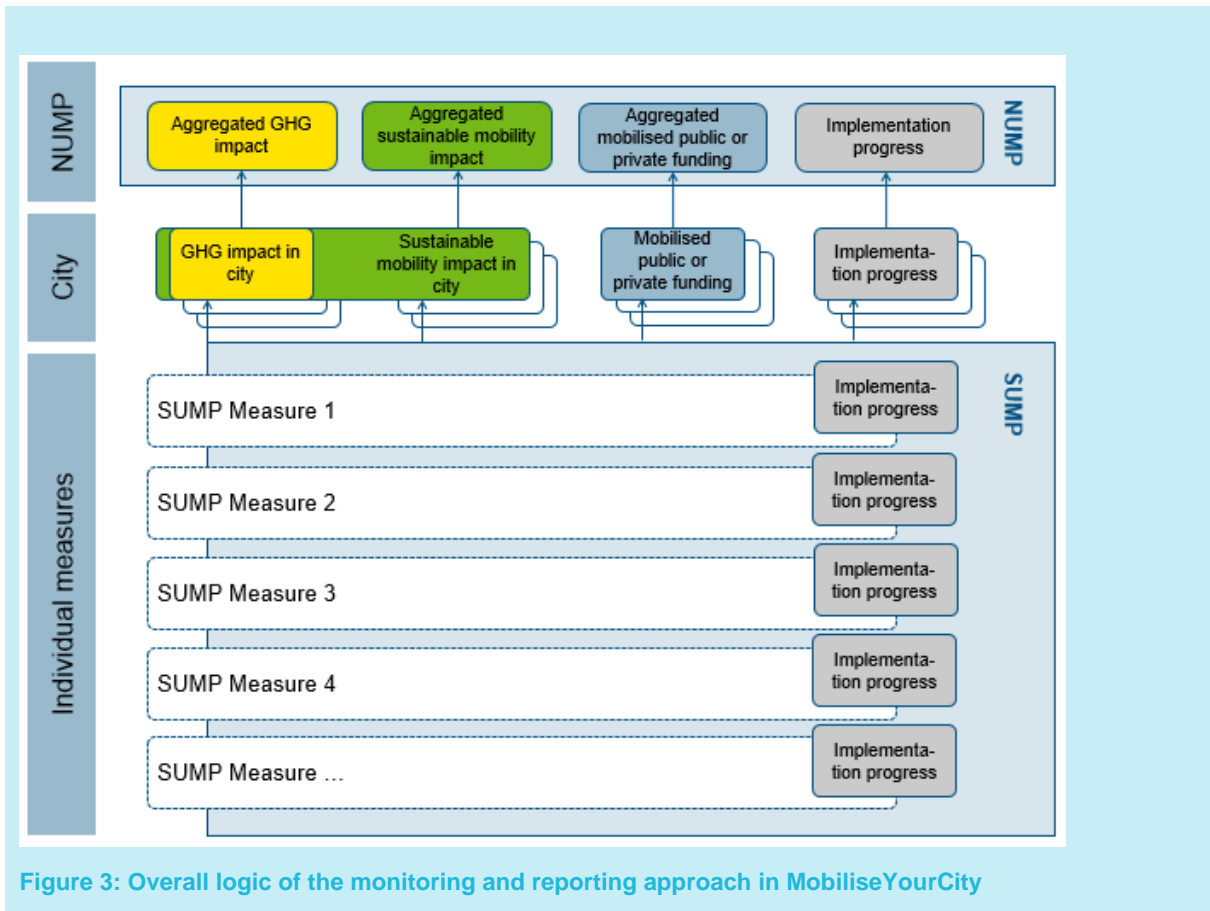 NUMP
Aggregated GHG
impact
Aggregated
sustainable mobility
impact
Aggregated
mobilised public or
private funding
Implementation
progress
NUMP
City
GHG impact in
city
Sustainable
mobility impact in
city
Mobilised
public or
private funding
Implementa-
tion progress
Individual measures
SUMP
SUMP Measure 1
Implementa-
tion progress
SUMP Measure 2
Implementa-
tion progress
SUMP Measure 3
Implementa-
tion progress
SUMP Measure 4
Implementa-
tion progress
SUMP Measure ...
Implementa-
tion progress
Figure 3: Overall logic of the monitoring and reporting approach in MobiliseYourCity